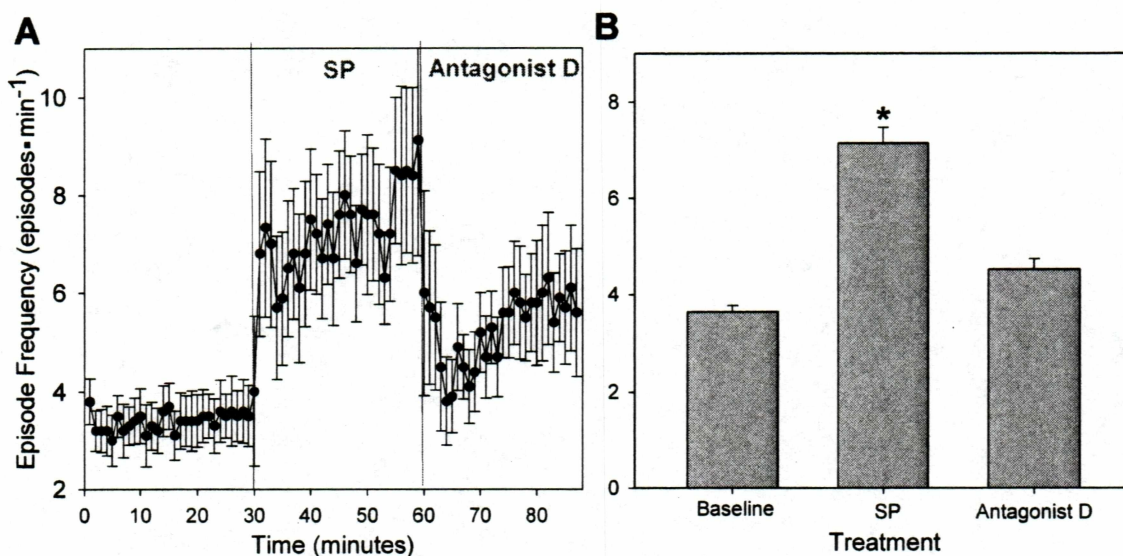 A
B
SP
Antagonist D
Episode Frequency (episodes▪min⁻¹)
10
8
6
4
2
0
10
20
30
40
50
60
70
80
Time (minutes)
*
8
6
4
2
0
Baseline
SP
Antagonist D
Treatment